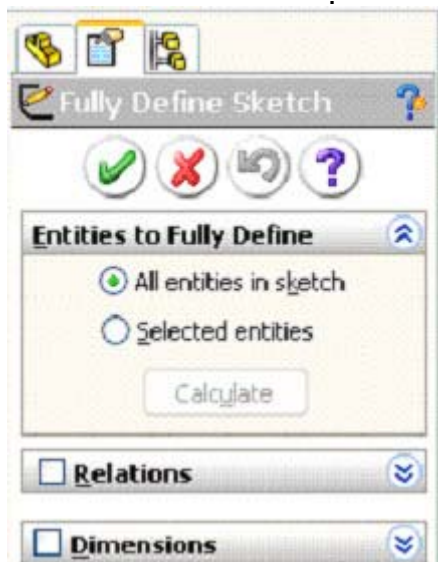 Fully Define Sketch
Entities to Fully Define
All entities in sketch
Selected entities
Calculate
Relations
Dimensions